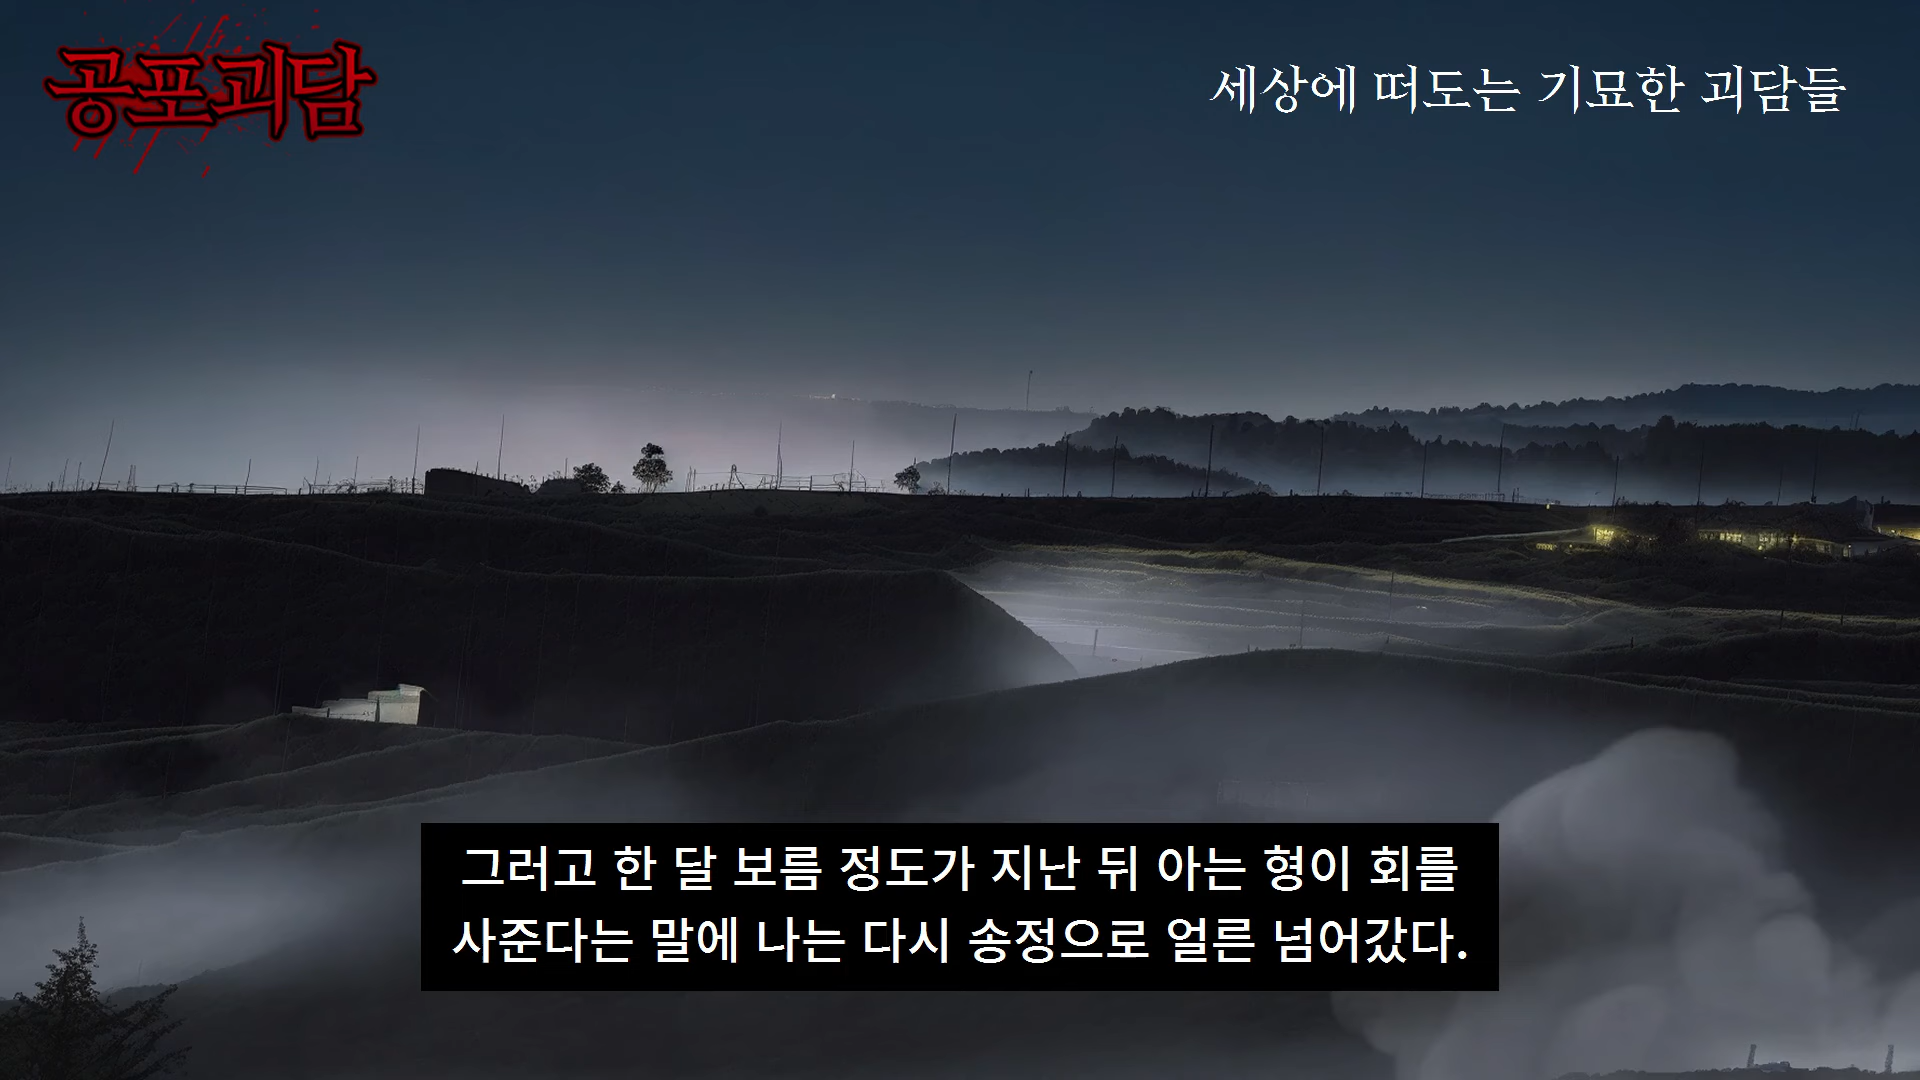 공포괴담
세상에 떠도는 기묘한 괴담들
그러고 한 달 보름 정도가 지난 뒤 아는 형이 회를
사준다는 말에 나는 다시 송정으로 얼른 넘어갔다.